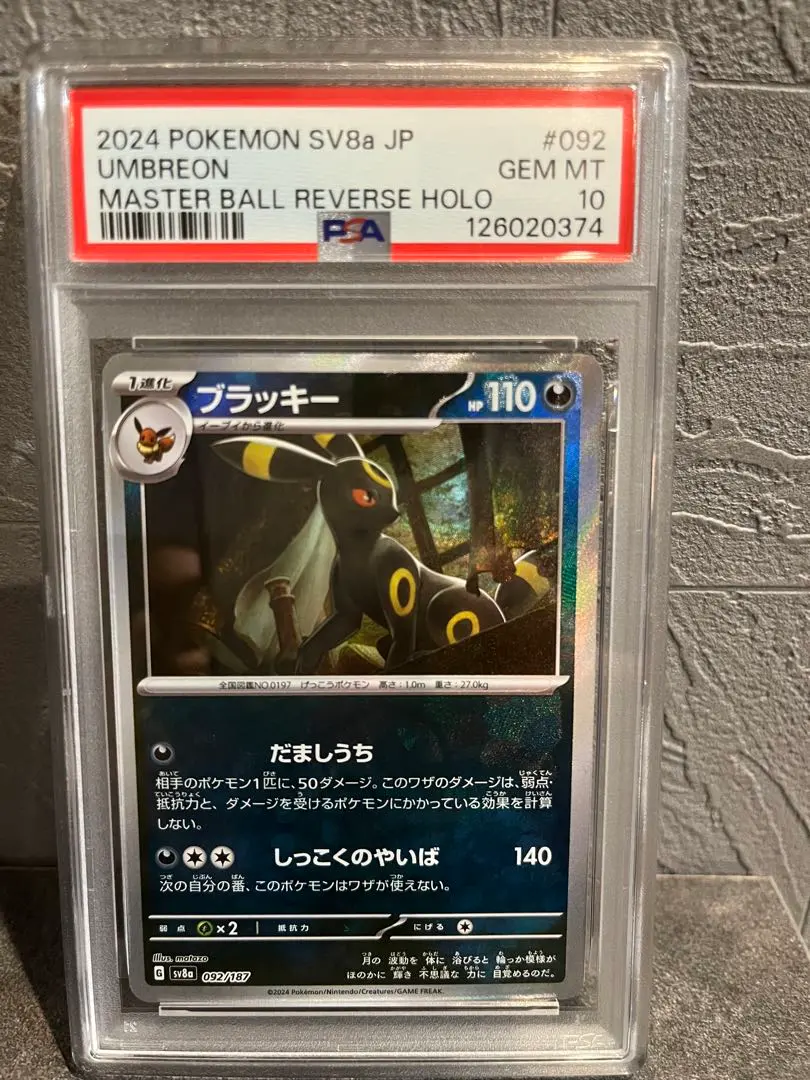 2024 POKEMON SV8a JP #092
UMBREON GEM MT
MASTER BALL REVERSE HOLO 10
PSA 126020374
1進化 ブラッキー HP 110
イーブイから進化
全国図鑑NO.0197 げっこうポケモン 高さ:1.0m 重さ:27.0kg
だましうち
相手のポケモン1匹に、50ダメージ。このワザのダメージは、弱点・
抵抗力と、ダメージを受けるポケモンにかかっている効果を計算
しない。
しっこくのやいば 140
次の自分の番、このポケモンはワザが使えない。
弱点 ×2 抵抗力 にげる
Illus. matazo
月の波動を体に浴びると輪っか模様が
ほのかに輝き不思議な力に目覚めるのだ。
G sv8a 092/187
©2024 Pokémon/Nintendo/Creatures/GAME FREAK.